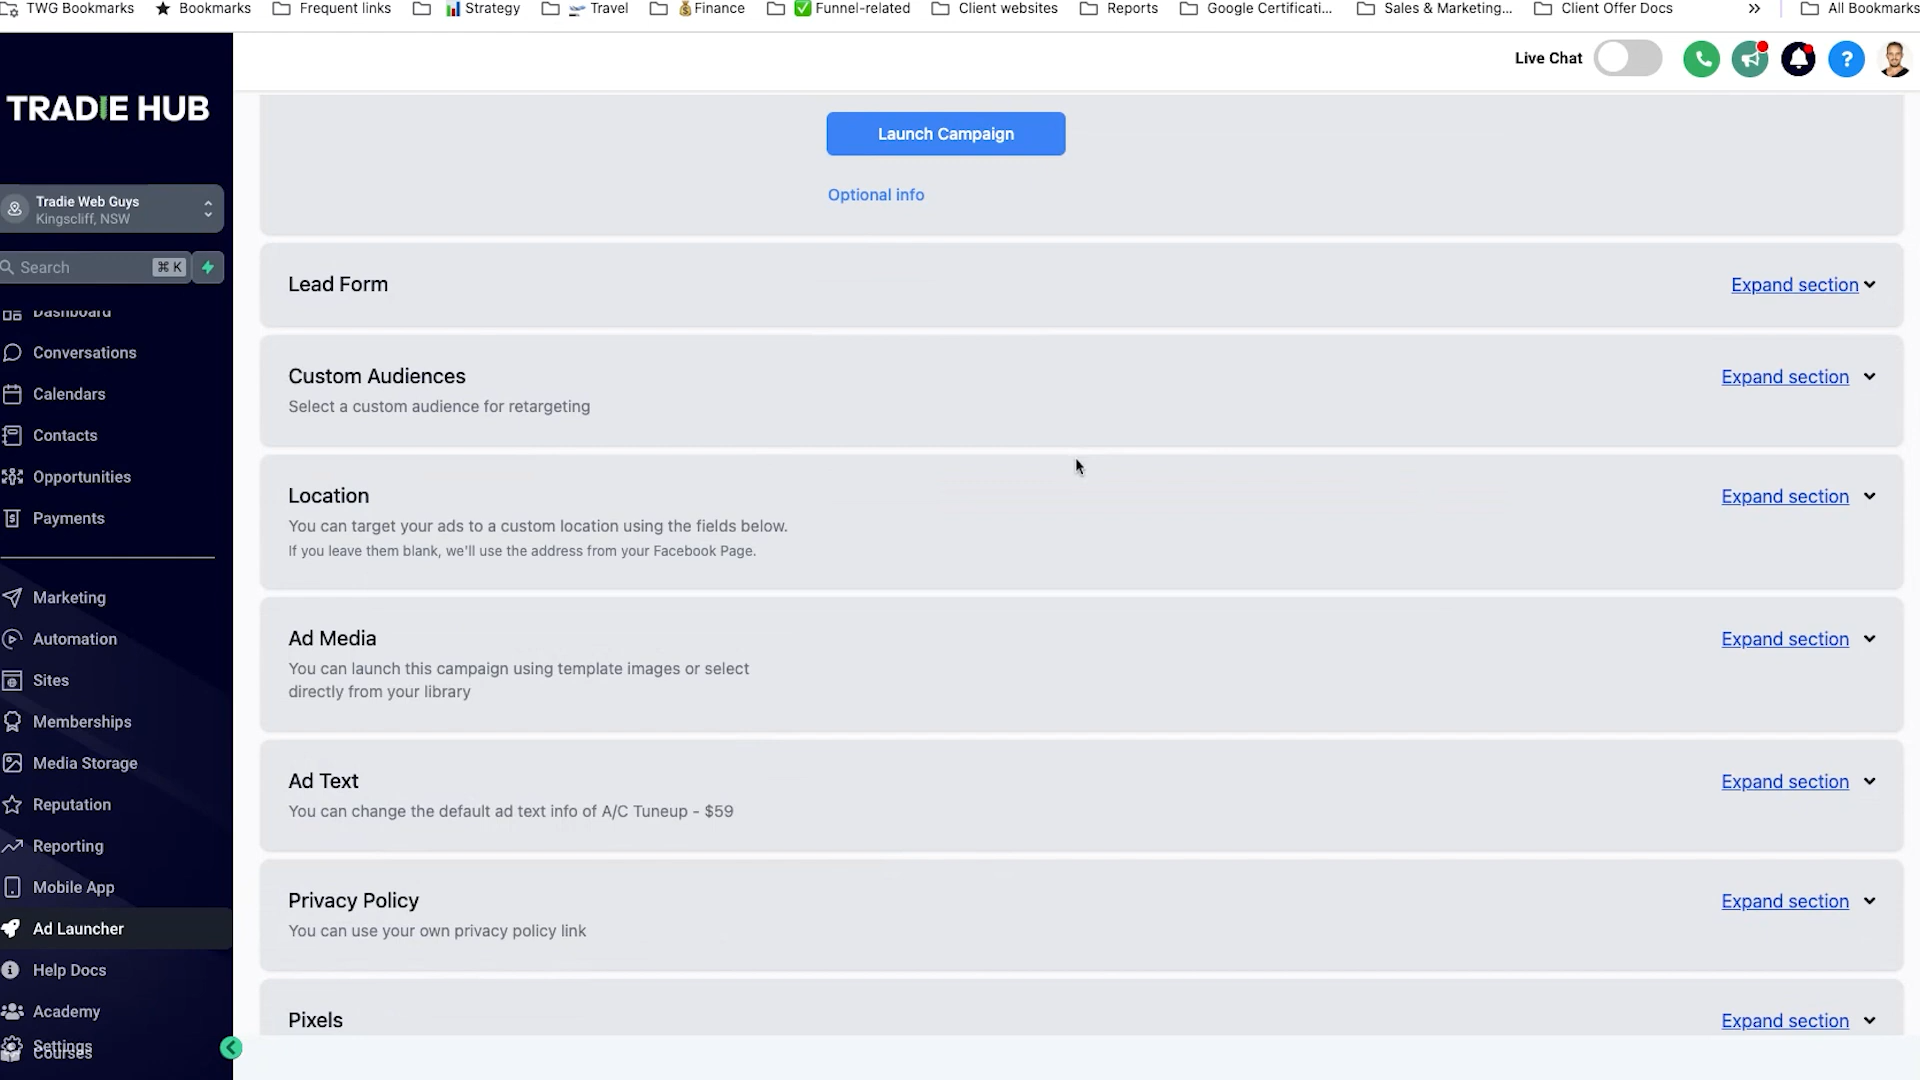 TWG Bookmarks
Bookmarks
Frequent links
Strategy
Travel
Finance
Funnel-related
Client websites
Reports
Google Certificati...
Sales & Marketing...
Client Offer Docs
All Bookmarks
Live Chat
TRADIE HUB
Tradie Web Guys
Kingscliff, NSW
Search
⌘ K
Dashboard
Conversations
Calendars
Contacts
Opportunities
Payments
Marketing
Automation
Sites
Memberships
Media Storage
Reputation
Reporting
Mobile App
Ad Launcher
Help Docs
Academy
Settings
Courses
Launch Campaign
Optional info
Lead Form
Expand section
Custom Audiences
Expand section
Select a custom audience for retargeting
Location
Expand section
You can target your ads to a custom location using the fields below.
If you leave them blank, we'll use the address from your Facebook Page.
Ad Media
Expand section
You can launch this campaign using template images or select
directly from your library
Ad Text
Expand section
You can change the default ad text info of A/C Tuneup - $59
Privacy Policy
Expand section
You can use your own privacy policy link
Pixels
Expand section